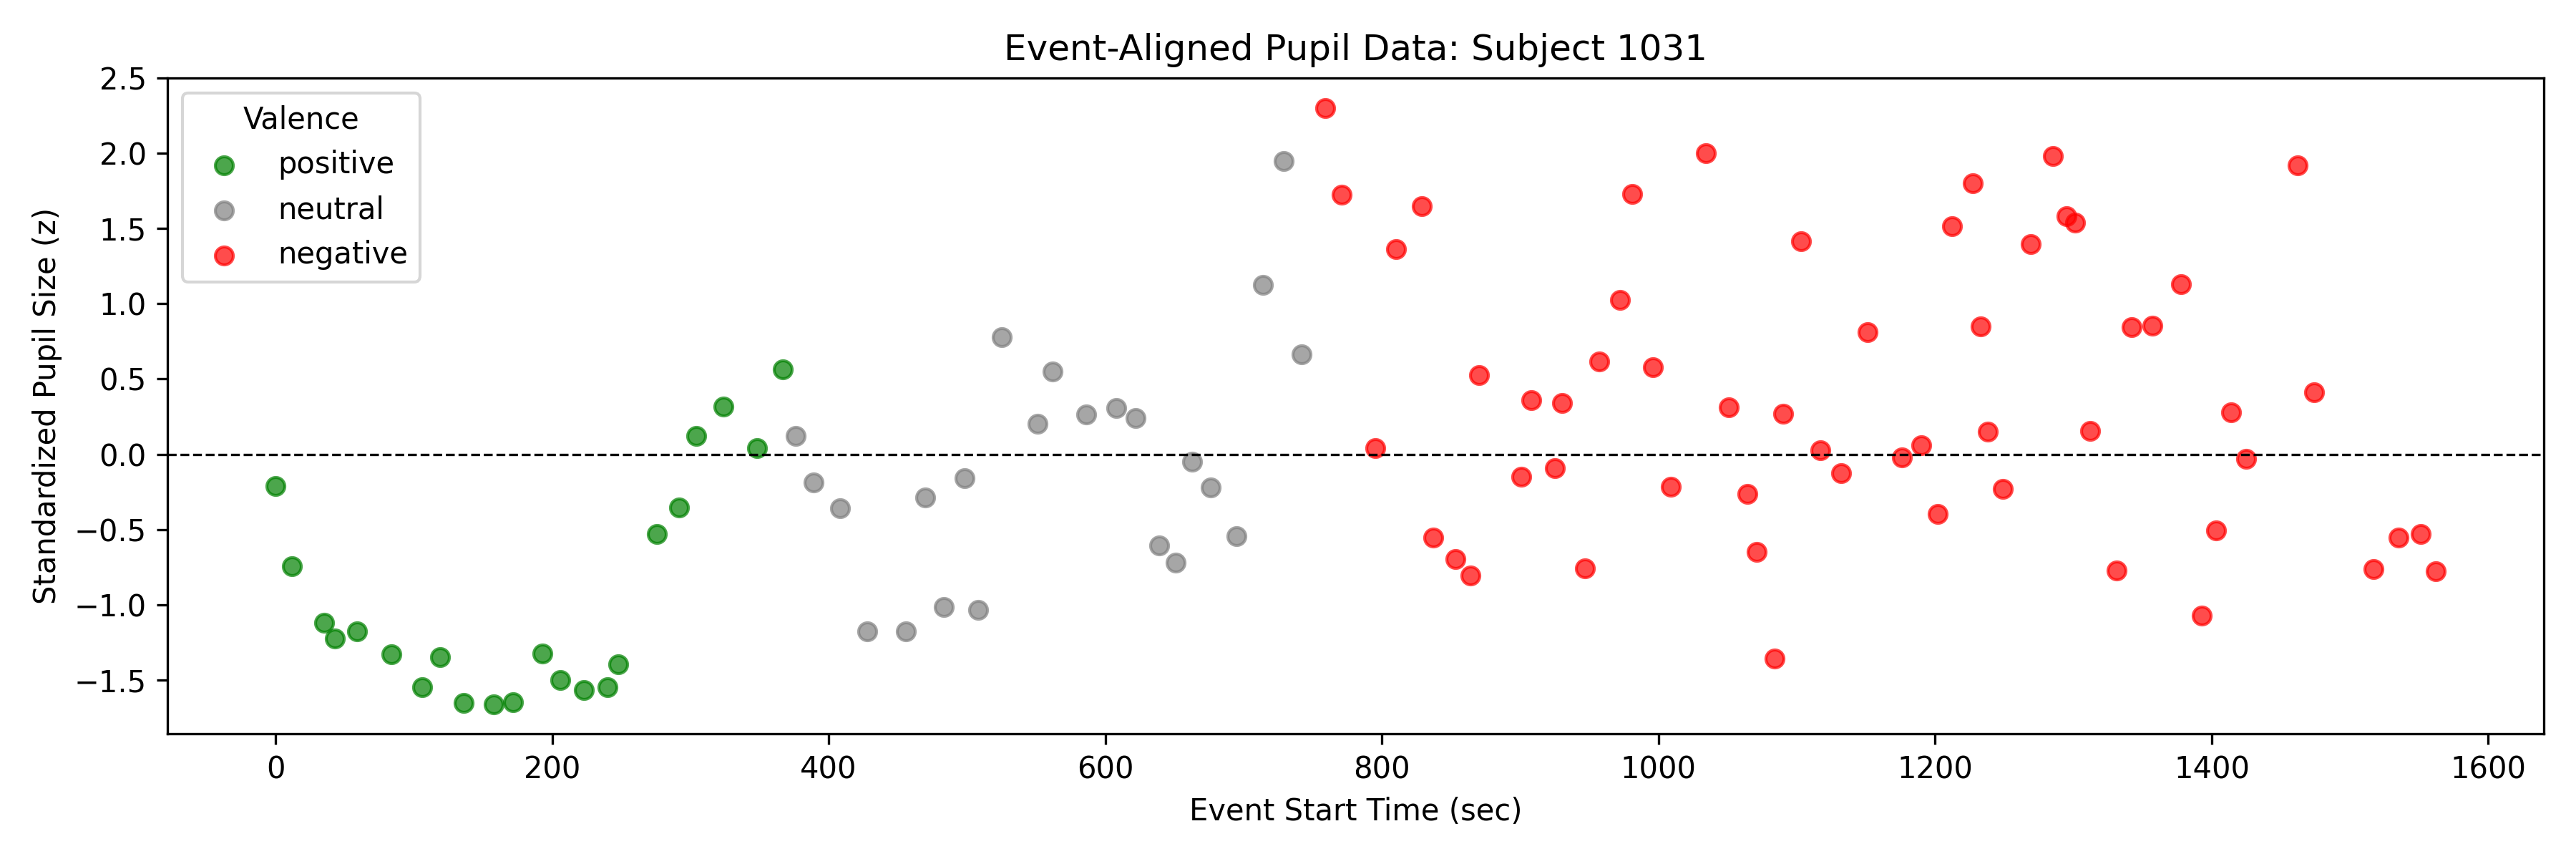 Event-Aligned Pupil Data: Subject 1031
Standardized Pupil Size (z)
2.5
2.0
1.5
1.0
0.5
0.0
−0.5
−1.0
−1.5
Valence
positive
neutral
negative
0 200 400 600 800 1000 1200 1400 1600
Event Start Time (sec)